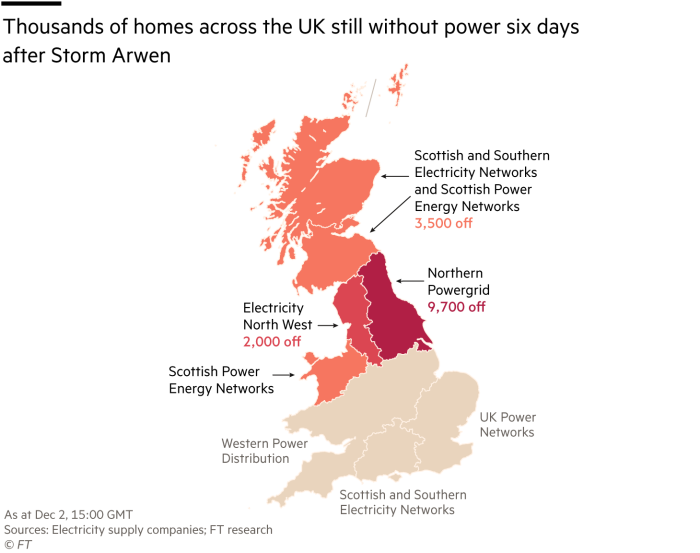 Thousands of homes across the UK still without power six days
after Storm Arwen
Scottish and Southern
Electricity Networks
and Scottish Power
Energy Networks
3,500 off
Northern
Powergrid
9,700 off
Electricity
North West
2,000 off
Scottish Power
Energy Networks
UK Power
Networks
Western Power
Distribution
Scottish and Southern
Electricity Networks
As at Dec 2, 15:00 GMT
Sources: Electricity supply companies; FT research
© FT